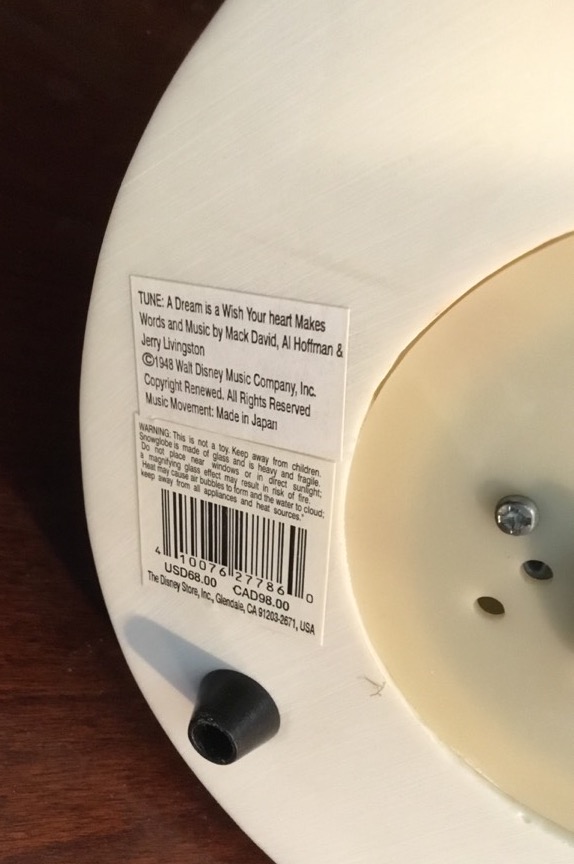 TUNE: A Dream is a Wish Your heart Makes
Words and Music by Mack David, Al Hoffman &
Jerry Livingston
©1948 Walt Disney Music Company, Inc.
Copyright Renewed. All Rights Reserved
Music Movement: Made in Japan
WARNING: This is not a toy. Keep away from children.
Snowglobe is made of glass and is heavy and fragile.
Do not place near windows or in direct sunlight;
a magnifying glass effect may result in risk of fire.
Heat may cause air bubbles to form and the water to cloud;
keep away from all appliances and heat sources."
4 10076 27786 0
USD68.00 CAD98.00
The Disney Store, Inc., Glendale, CA 91203-2671, USA